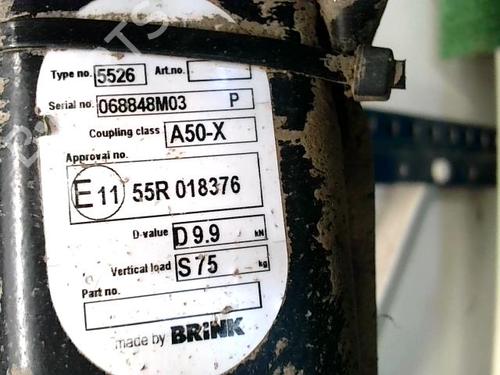 Type no. 5526 Art.no.
Serial no. 068848M03 P
Coupling class A50-X
Approval no.
E 11 55R 018376
D-value D 9.9 kN
Vertical load S 75 kg
Part no.
made by BRINK